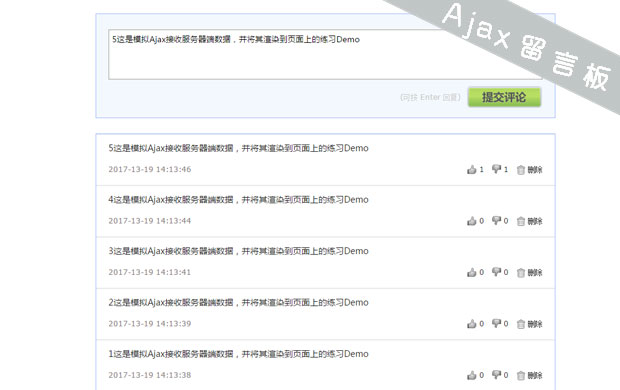 Ajax 留言板
5这是模拟Ajax接收服务器端数据，并将其渲染到页面上的练习Demo
(可按 Enter 回复) 提交评论
5这是模拟Ajax接收服务器端数据，并将其渲染到页面上的练习Demo
2017-13-19 14:13:46 1 1 删除
4这是模拟Ajax接收服务器端数据，并将其渲染到页面上的练习Demo
2017-13-19 14:13:44 0 0 删除
3这是模拟Ajax接收服务器端数据，并将其渲染到页面上的练习Demo
2017-13-19 14:13:41 0 0 删除
2这是模拟Ajax接收服务器端数据，并将其渲染到页面上的练习Demo
2017-13-19 14:13:39 0 0 删除
1这是模拟Ajax接收服务器端数据，并将其渲染到页面上的练习Demo
2017-13-19 14:13:38 0 0 删除